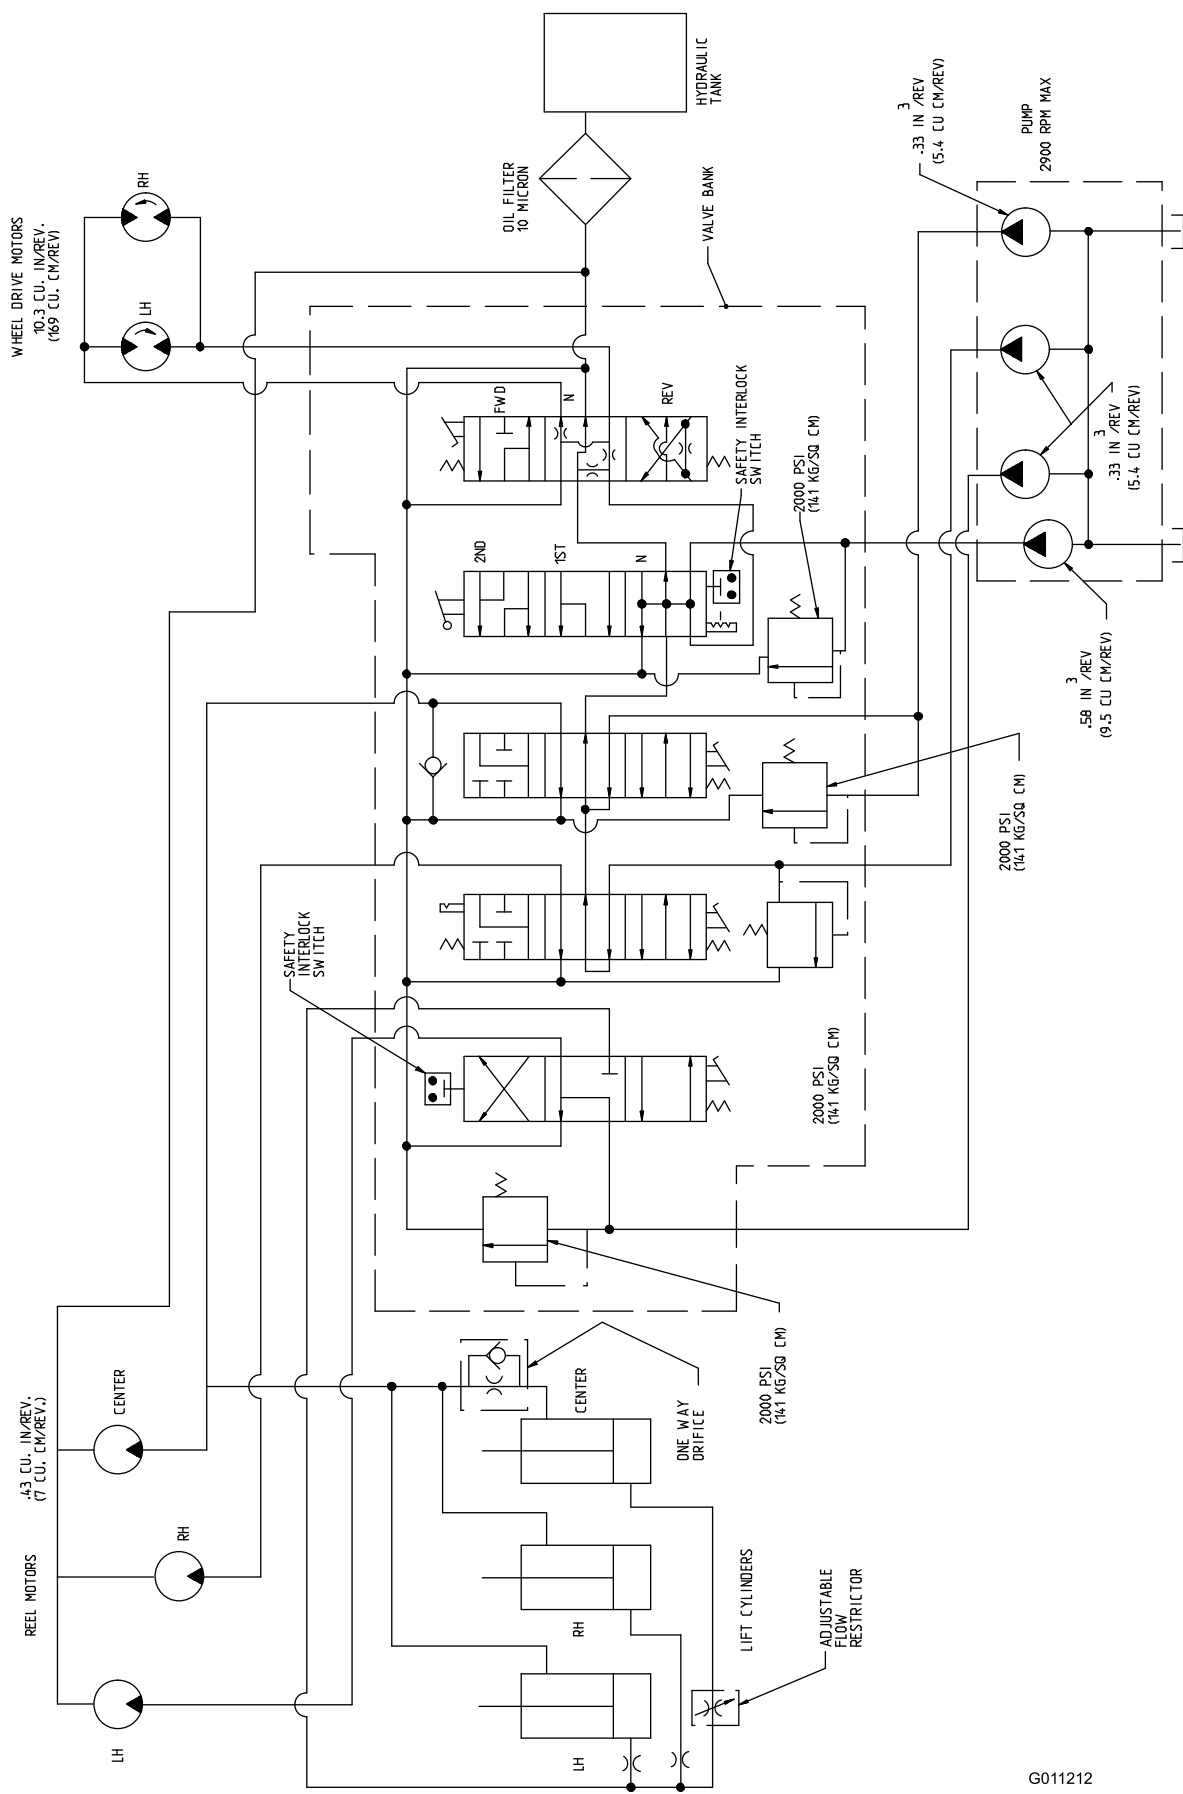 HYDRAULIC
TANK
OIL FILTER
10 MICRON
WHEEL DRIVE MOTORS
10.3 CU. IN/REV.
(169 CU. CM/REV)
RH
LH
VALVE BANK
.33 IN /REV
3
(5.4 CU CM/REV)
PUMP
2900 RPM MAX
FWD
N
REV
SAFETY INTERLOCK
SWITCH
2000 PSI
(141 KG/SQ CM)
.33 IN /REV
3
(5.4 CU CM/REV)
2ND
1ST
N
.58 IN /REV
3
(9.5 CU CM/REV)
2000 PSI
(141 KG/SQ CM)
SAFETY
INTERLOCK
SWITCH
2000 PSI
(141 KG/SQ CM)
2000 PSI
(141 KG/SQ CM)
.43 CU. IN/REV.
(7 CU. CM/REV.)
CENTER
REEL MOTORS
RH
LH
CENTER
ONE WAY
ORIFICE
RH
LH
LIFT CYLINDERS
ADJUSTABLE
FLOW
RESTRICTOR
G011212